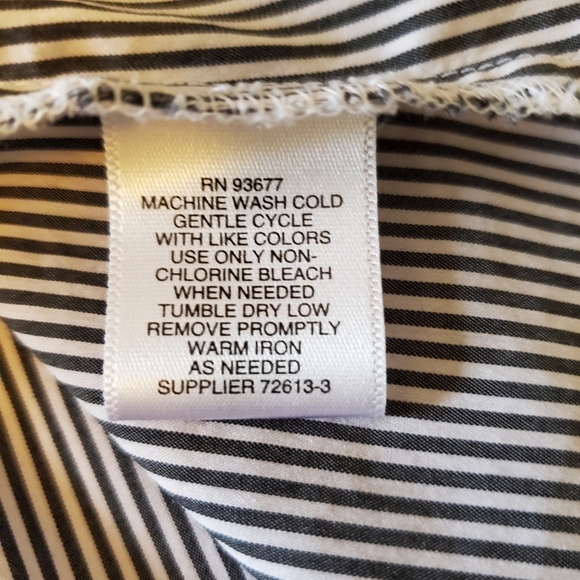 RN 93677
MACHINE WASH COLD
GENTLE CYCLE
WITH LIKE COLORS
USE ONLY NON-
CHLORINE BLEACH
WHEN NEEDED
TUMBLE DRY LOW
REMOVE PROMPTLY
WARM IRON
AS NEEDED
SUPPLIER 72613-3